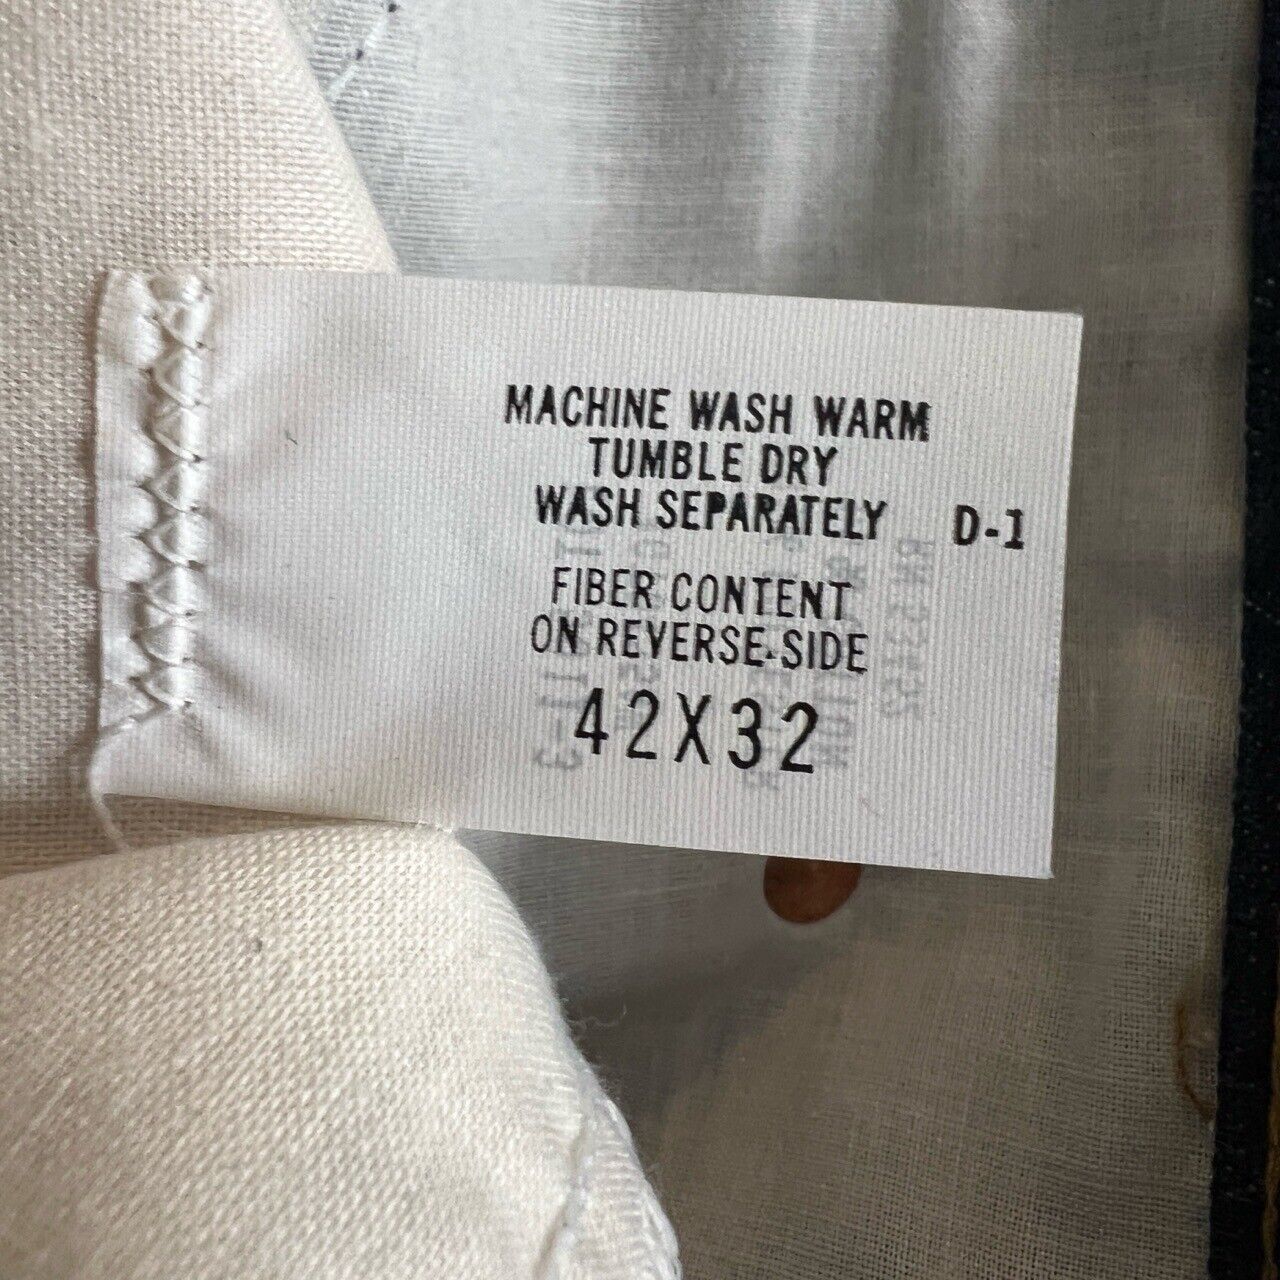 MACHINE WASH WARM
TUMBLE DRY
WASH SEPARATELY D-1
FIBER CONTENT
ON REVERSE SIDE
42X32